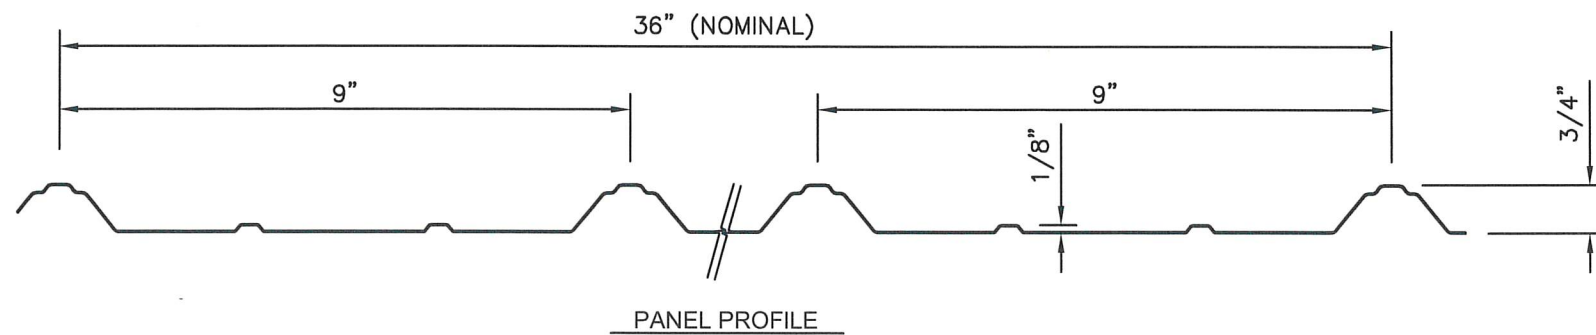 36” (NOMINAL)
9”
9”
1/8”
3/4”
PANEL PROFILE